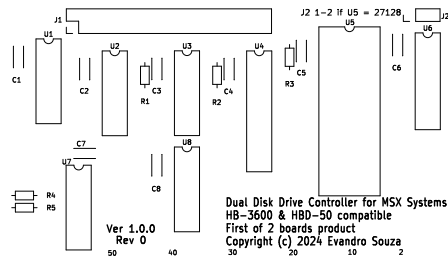 J1
J2 1-2 if U5 = 27128
J2
U1
U2
U3
U4
U5
U6
C1
C2
R1
C3
R2
C4
R3
C5
C6
C7
U7
U8
C8
R4
R5
Dual Disk Drive Controller for MSX Systems
HB-3600 & HBD-50 compatible
First of 2 boards product
Copyright (c) 2024 Evandro Souza
Ver 1.0.0
Rev 0
50
40
30
20
10
2